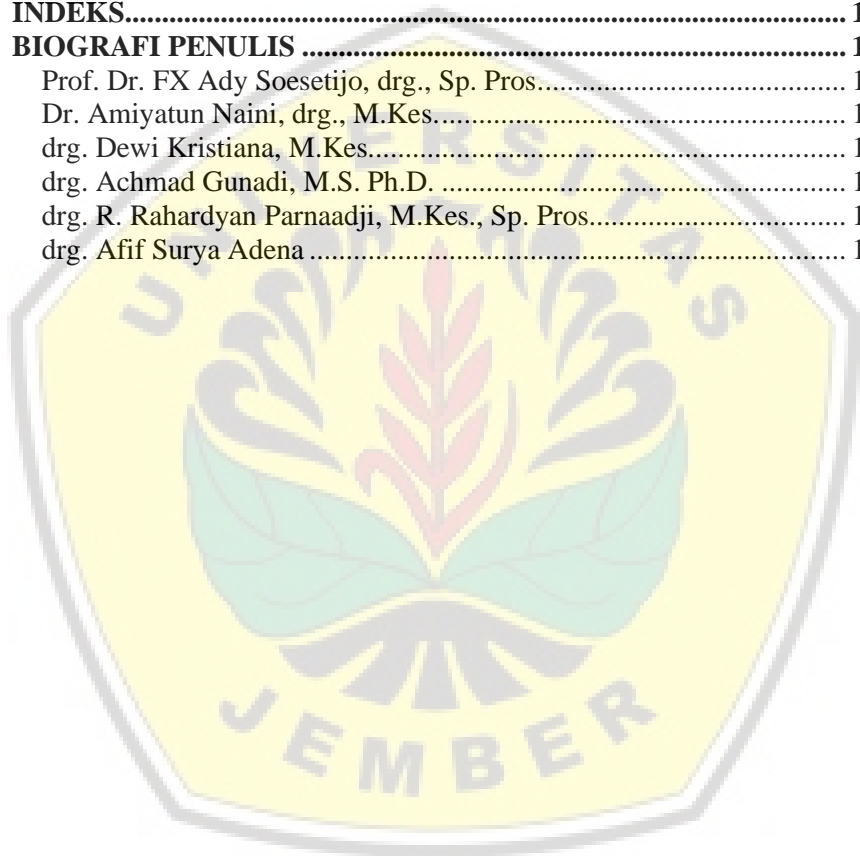 INDEKS.......................................................................................... 1
BIOGRAFI PENULIS .................................................................... 1
Prof. Dr. FX Ady Soesetijo, drg., Sp. Pros...................................... 1
Dr. Amiyatun Naini, drg., M.Kes................................................... 1
drg. Dewi Kristiana, M.Kes............................................................ 1
drg. Achmad Gunadi, M.S. Ph.D. .................................................. 1
drg. R. Rahardyan Parnaadji, M.Kes., Sp. Pros................................ 1
drg. Afif Surya Adena ................................................................... 1
UNIVERSITAS
JEMBER